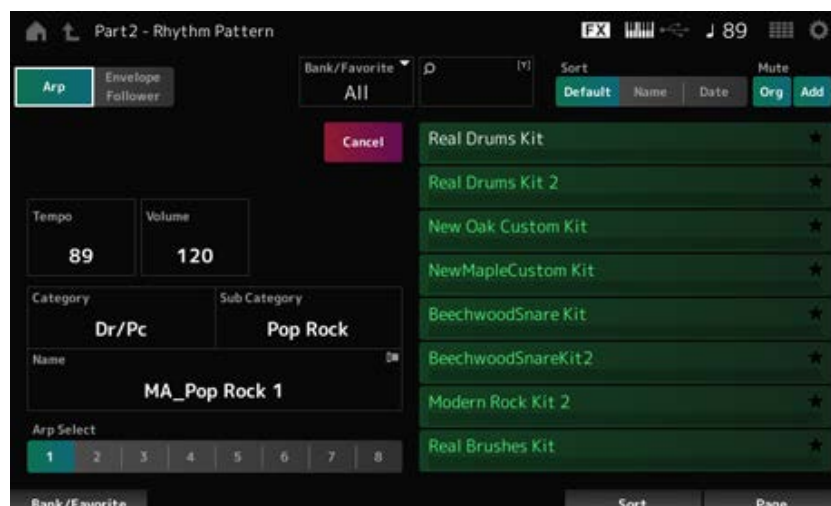 Part2 - Rhythm Pattern
FX
♩ 89
Arp
Envelope
Follower
Bank/Favorite
All
[Y]
Sort
Default Name Date
Mute
Org Add
Cancel
Tempo
89
Volume
120
Category
Dr/Pc
Sub Category
Pop Rock
Name
MA_Pop Rock 1
Arp Select
1 2 3 4 5 6 7 8
Real Drums Kit
Real Drums Kit 2
New Oak Custom Kit
NewMapleCustom Kit
BeechwoodSnare Kit
BeechwoodSnareKit2
Modern Rock Kit 2
Real Brushes Kit
Bank/Favorite
Sort
Page